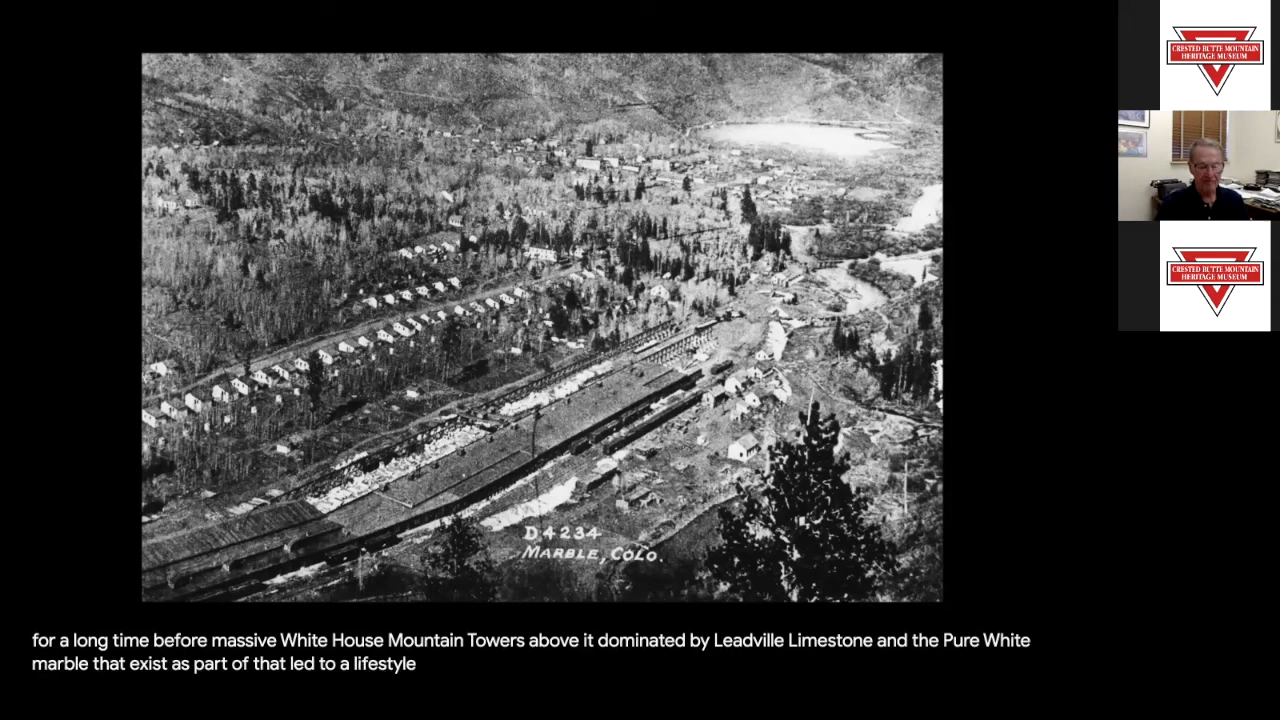 CRESTED BUTTE MOUNTAIN
HERITAGE MUSEUM
D4234
MARBLE, COLO.
CRESTED BUTTE MOUNTAIN
HERITAGE MUSEUM
for a long time before massive White House Mountain Towers above it dominated by Leadville Limestone and the Pure White
marble that exist as part of that led to a lifestyle